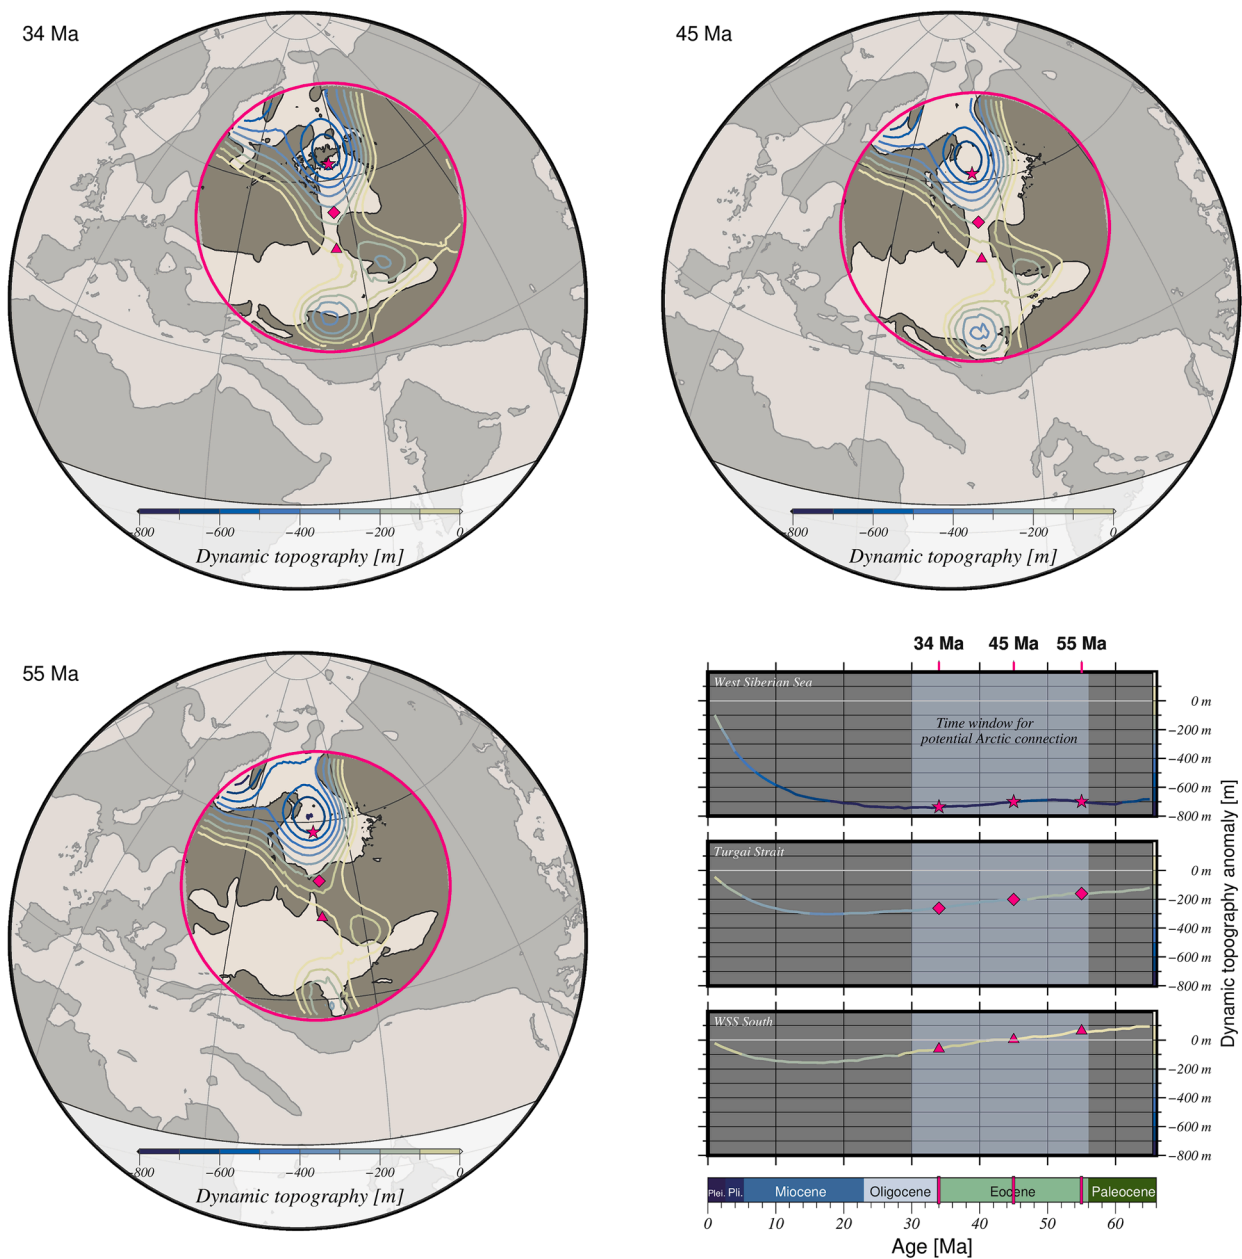 34 Ma
−800 −600 −400 −200 0
Dynamic topography [m]
45 Ma
−800 −600 −400 −200 0
Dynamic topography [m]
55 Ma
−800 −600 −400 −200 0
Dynamic topography [m]
34 Ma 45 Ma 55 Ma
West Siberian Sea
Time window for
potential Arctic connection
0 m
−200 m
−400 m
−600 m
−800 m
Turgai Strait
0 m
−200 m
−400 m
−600 m
−800 m
WSS South
0 m
−200 m
−400 m
−600 m
−800 m
Dynamic topography anomaly [m]
Plei. Pli. Miocene Oligocene Eocene Paleocene
0 10 20 30 40 50 60
Age [Ma]